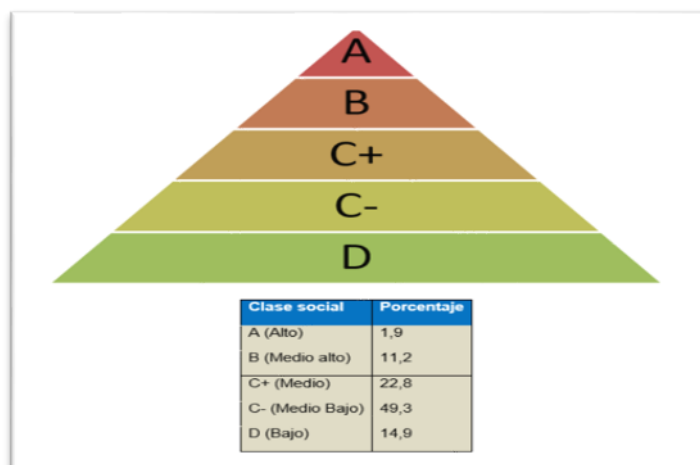 A
B
C+
C-
D
Clase social Porcentaje
A (Alto) 1,9
B (Medio alto) 11,2
C+ (Medio) 22,8
C- (Medio Bajo) 49,3
D (Bajo) 14,9